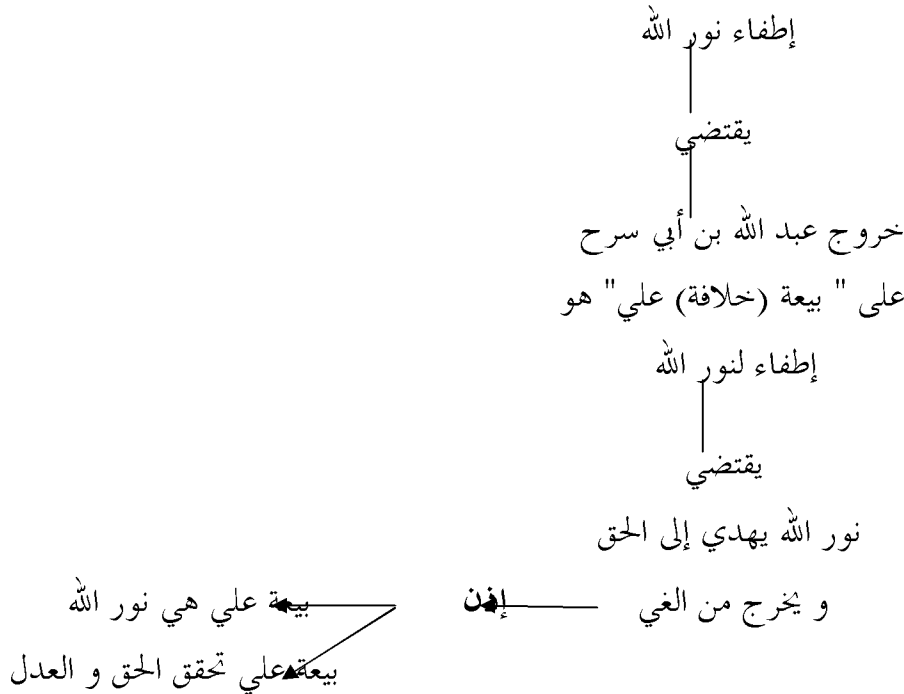 إطفاء نور الله
يقتضي
خروج عبد الله بن أبي سرح
على " بيعة (خلافة) علي" هو
إطفاء لنور الله
يقتضي
نور الله يهدي إلى الحق
و يخرج من الغي
إذن
بيعة علي هي نور الله
بيعة علي تحقق الحق و العدل